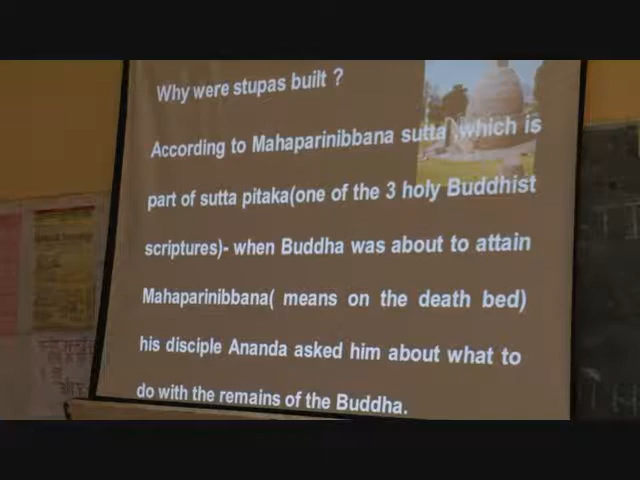 Why were stupas built ?
According to Mahaparinibbana sutta ,which is
part of sutta pitaka(one of the 3 holy Buddhist
scriptures)- when Buddha was about to attain
Mahaparinibbana( means on the death bed)
his disciple Ananda asked him about what to
do with the remains of the Buddha.